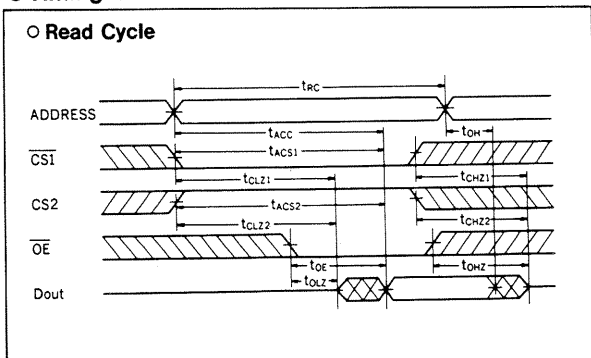 ○ Read Cycle
tRC
ADDRESS
tACC
tOH
CS1
tACS1
tCLZ1
tCHZ1
CS2
tACS2
tCLZ2
tCHZ2
OE
tOE
tOHZ
tOLZ
Dout